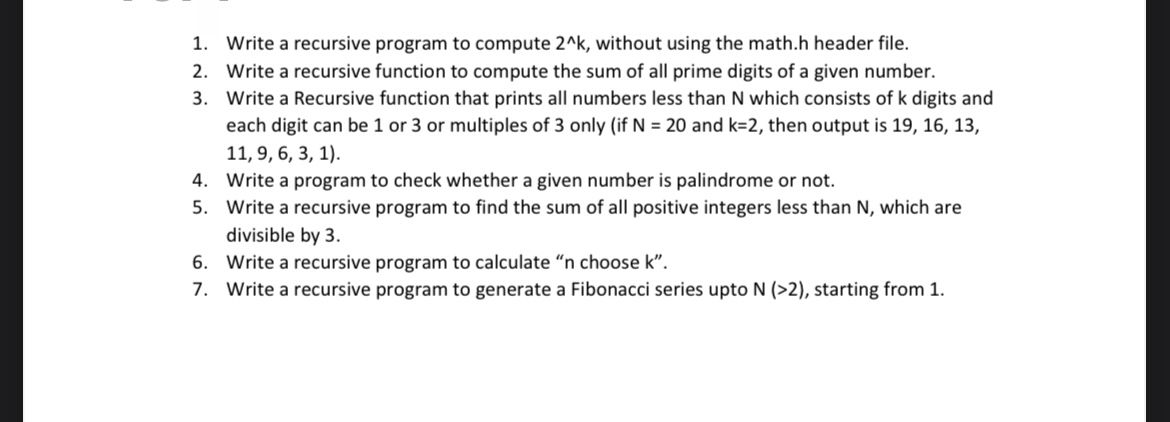 1. Write a recursive program to compute 2^k, without using the math.h header file.
2. Write a recursive function to compute the sum of all prime digits of a given number.
3. Write a Recursive function that prints all numbers less than N which consists of k digits and
each digit can be 1 or 3 or multiples of 3 only (if N = 20 and k=2, then output is 19, 16, 13,
11, 9, 6, 3, 1).
4. Write a program to check whether a given number is palindrome or not.
5. Write a recursive program to find the sum of all positive integers less than N, which are
divisible by 3.
6. Write a recursive program to calculate “n choose k”.
7. Write a recursive program to generate a Fibonacci series upto N (>2), starting from 1.